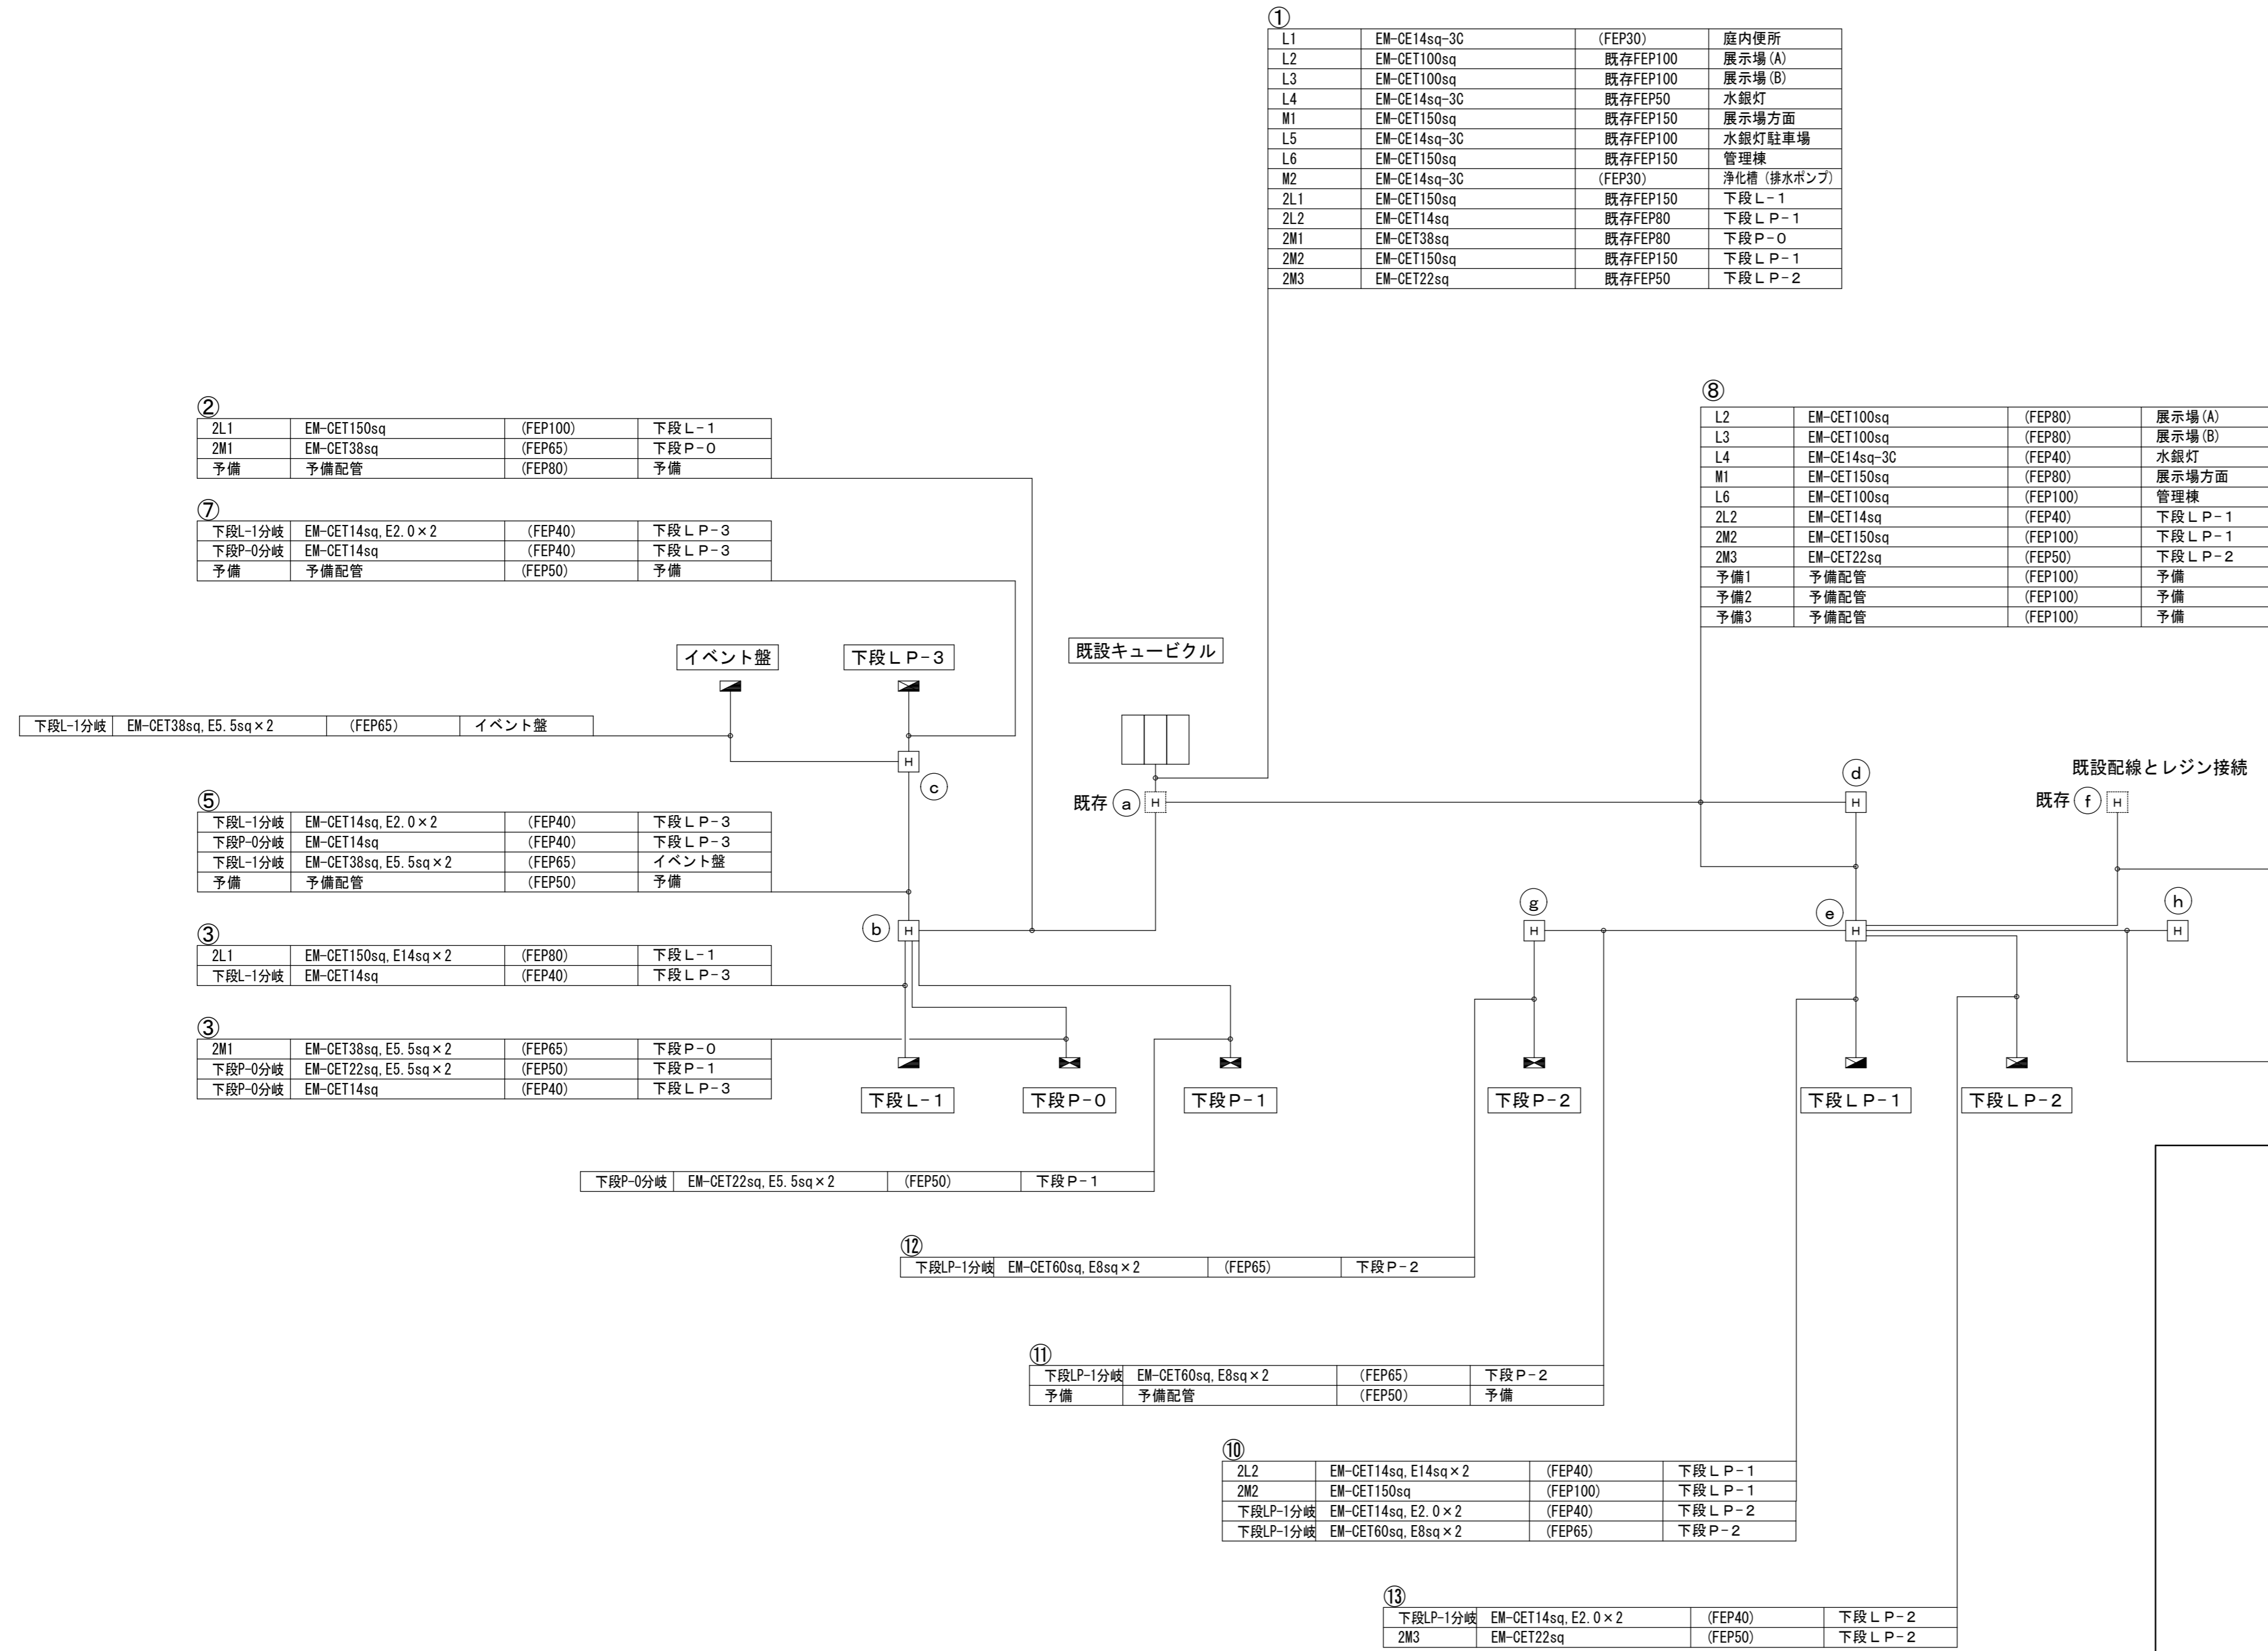 ①
L1 EM-CE14sq-3C (FEP30) 庭内便所
L2 EM-CET100sq 既存FEP100 展示場(A)
L3 EM-CET100sq 既存FEP100 展示場(B)
L4 EM-CE14sq-3C 既存FEP50 水銀灯
M1 EM-CET150sq 既存FEP150 展示場方面
L5 EM-CE14sq-3C 既存FEP100 水銀灯駐車場
L6 EM-CET150sq 既存FEP150 管理棟
M2 EM-CE14sq-3C (FEP30) 浄化槽（排水ポンプ）
2L1 EM-CET150sq 既存FEP150 下段Ｌ-１
2L2 EM-CET14sq 既存FEP80 下段ＬＰ-１
2M1 EM-CET38sq 既存FEP80 下段Ｐ-０
2M2 EM-CET150sq 既存FEP150 下段ＬＰ-１
2M3 EM-CET22sq 既存FEP50 下段ＬＰ-２
②
2L1 EM-CET150sq (FEP100) 下段Ｌ-１
2M1 EM-CET38sq (FEP65) 下段Ｐ-０
予備 予備配管 (FEP80) 予備
⑧
L2 EM-CET100sq (FEP80) 展示場(A)
L3 EM-CET100sq (FEP80) 展示場(B)
L4 EM-CE14sq-3C (FEP40) 水銀灯
M1 EM-CET150sq (FEP80) 展示場方面
L6 EM-CET100sq (FEP100) 管理棟
2L2 EM-CET14sq (FEP40) 下段ＬＰ-１
2M2 EM-CET150sq (FEP100) 下段ＬＰ-１
2M3 EM-CET22sq (FEP50) 下段ＬＰ-２
予備1 予備配管 (FEP100) 予備
予備2 予備配管 (FEP100) 予備
予備3 予備配管 (FEP100) 予備
⑦
下段L-1分岐 EM-CET14sq,E2.0×2 (FEP40) 下段ＬＰ-３
下段P-0分岐 EM-CET14sq (FEP40) 下段ＬＰ-３
予備 予備配管 (FEP50) 予備
イベント盤
下段ＬＰ-３
既設キュービクル
下段L-1分岐 EM-CET38sq,E5.5sq×2 (FEP65) イベント盤
H
c
既存 a H
d
H
既設配線とレジン接続
既存 f H
⑤
下段L-1分岐 EM-CET14sq,E2.0×2 (FEP40) 下段ＬＰ-３
下段P-0分岐 EM-CET14sq (FEP40) 下段ＬＰ-３
下段L-1分岐 EM-CET38sq,E5.5sq×2 (FEP65) イベント盤
予備 予備配管 (FEP50) 予備
b H
g
H
e
H
h
H
③
2L1 EM-CET150sq,E14sq×2 (FEP80) 下段Ｌ-１
下段L-1分岐 EM-CET14sq (FEP40) 下段ＬＰ-３
③
2M1 EM-CET38sq,E5.5sq×2 (FEP65) 下段Ｐ-０
下段P-0分岐 EM-CET22sq,E5.5sq×2 (FEP50) 下段Ｐ-１
下段P-0分岐 EM-CET14sq (FEP40) 下段ＬＰ-３
下段Ｌ-１
下段Ｐ-０
下段Ｐ-１
下段Ｐ-２
下段ＬＰ-１
下段ＬＰ-２
下段P-0分岐 EM-CET22sq,E5.5sq×2 (FEP50) 下段Ｐ-１
⑫
下段LP-1分岐 EM-CET60sq,E8sq×2 (FEP65) 下段Ｐ-２
⑪
下段LP-1分岐 EM-CET60sq,E8sq×2 (FEP65) 下段Ｐ-２
予備 予備配管 (FEP50) 予備
⑩
2L2 EM-CET14sq,E14sq×2 (FEP40) 下段ＬＰ-１
2M2 EM-CET150sq (FEP100) 下段ＬＰ-１
下段LP-1分岐 EM-CET14sq,E2.0×2 (FEP40) 下段ＬＰ-２
下段LP-1分岐 EM-CET60sq,E8sq×2 (FEP65) 下段Ｐ-２
⑬
下段LP-1分岐 EM-CET14sq,E2.0×2 (FEP40) 下段ＬＰ-２
2M3 EM-CET22sq (FEP50) 下段ＬＰ-２